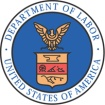 DEPARTMENT OF LABOR
UNITED STATES OF AMERICA